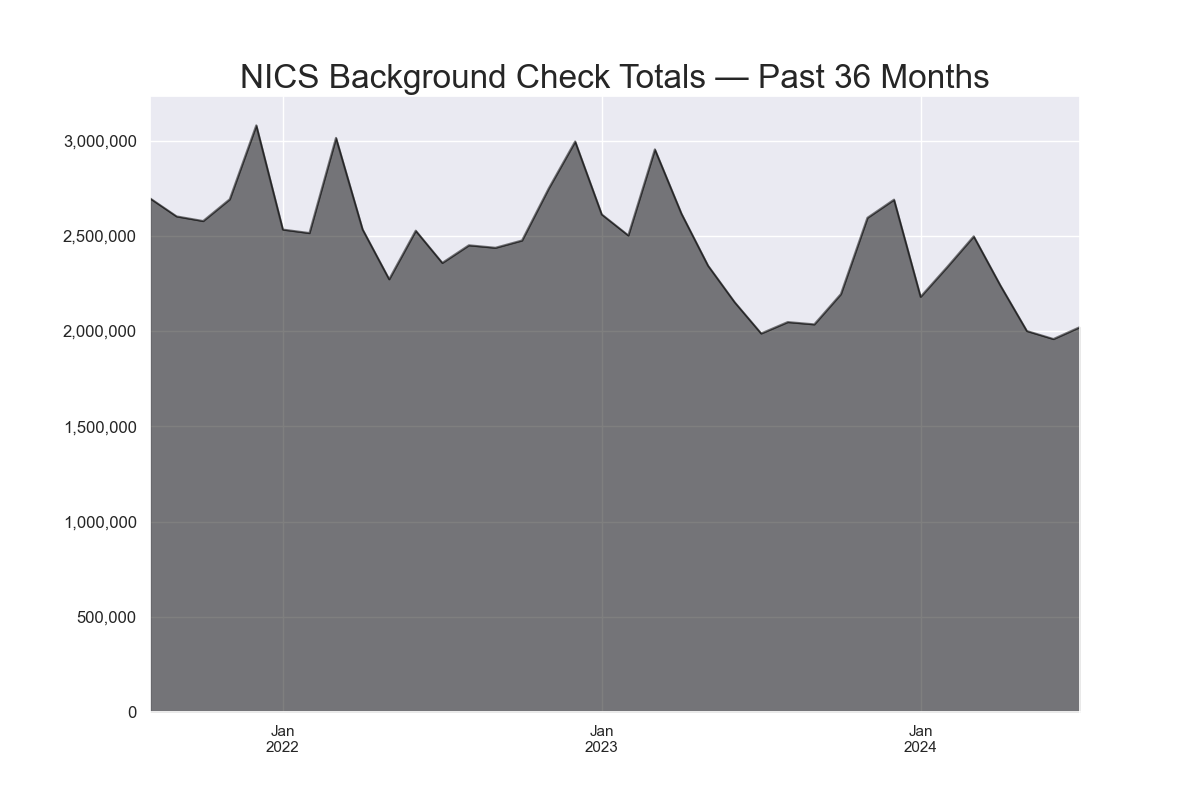 NICS Background Check Totals — Past 36 Months
3,000,000
2,500,000
2,000,000
1,500,000
1,000,000
500,000
0
Jan
2022
Jan
2023
Jan
2024